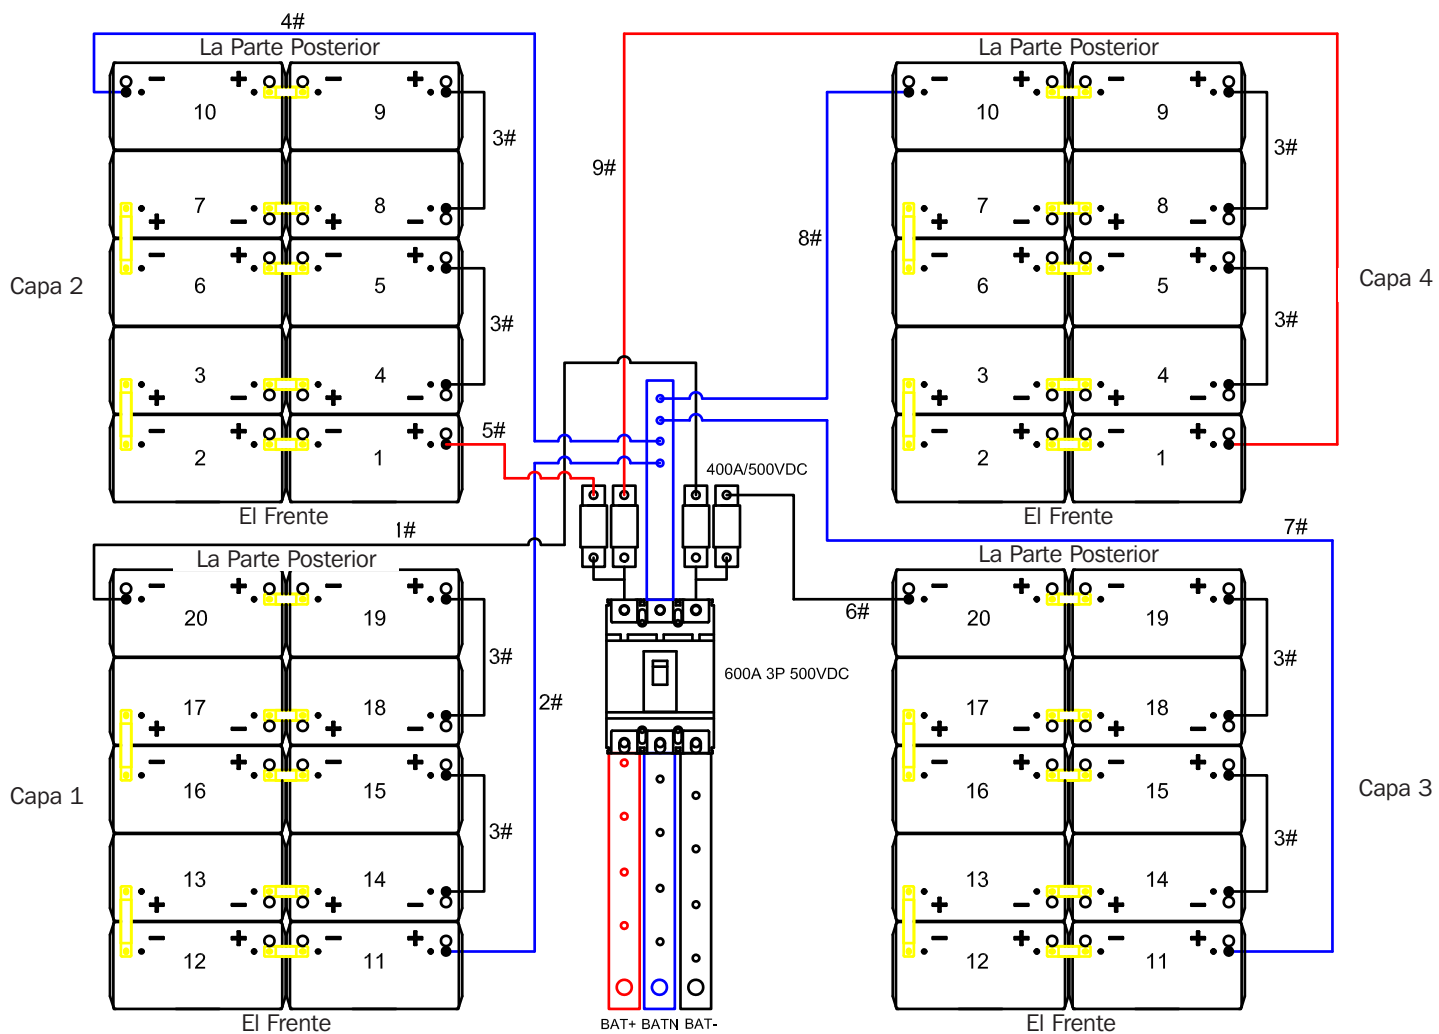 4#
La Parte Posterior
La Parte Posterior
− + − +
− + − +
10 9
10 9
3#
3#
9#
7 8
7 8
+ − + −
+ − + −
8#
− + − +
− + − +
Capa 2
6 5
6 5
Capa 4
3#
3#
3 4
3 4
+ − + −
+ − + −
− + − +
5#
− + − +
2 1
2 1
400A/500VDC
El Frente
El Frente
1#
7#
La Parte Posterior
La Parte Posterior
− + − +
− + − +
20 19
6#
20 19
3#
3#
600A 3P 500VDC
17 18
2#
17 18
+ − + −
+ − + −
− + − +
− + − +
Capa 1
16 15
16 15
Capa 3
3#
3#
13 14
13 14
+ − + −
+ − + −
− + − +
− + − +
12 11
12 11
El Frente
BAT+ BATN BAT-
El Frente